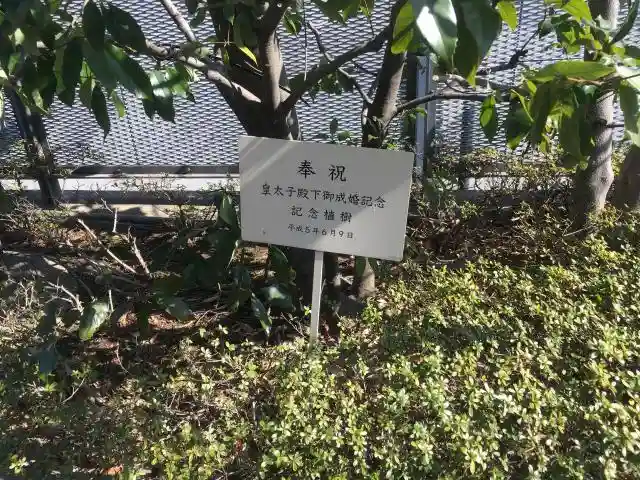 奉祝
皇太子殿下御成婚記念
記念植樹
平成5年6月9日